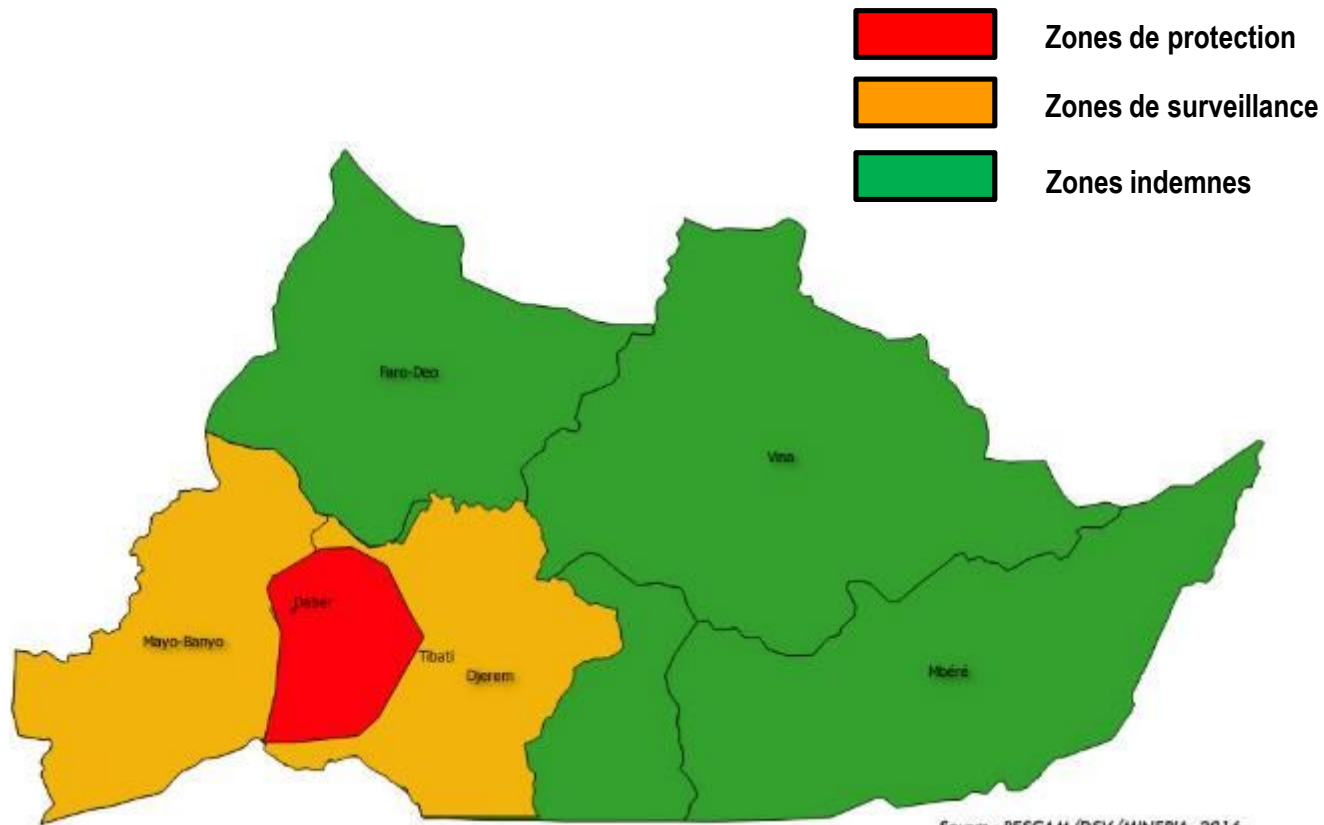 Zones de protection
Zones de surveillance
Zones indemnes
Faro-Deo
Vina
Mayo-Banyo
Tibati
Djerem
Mbéré